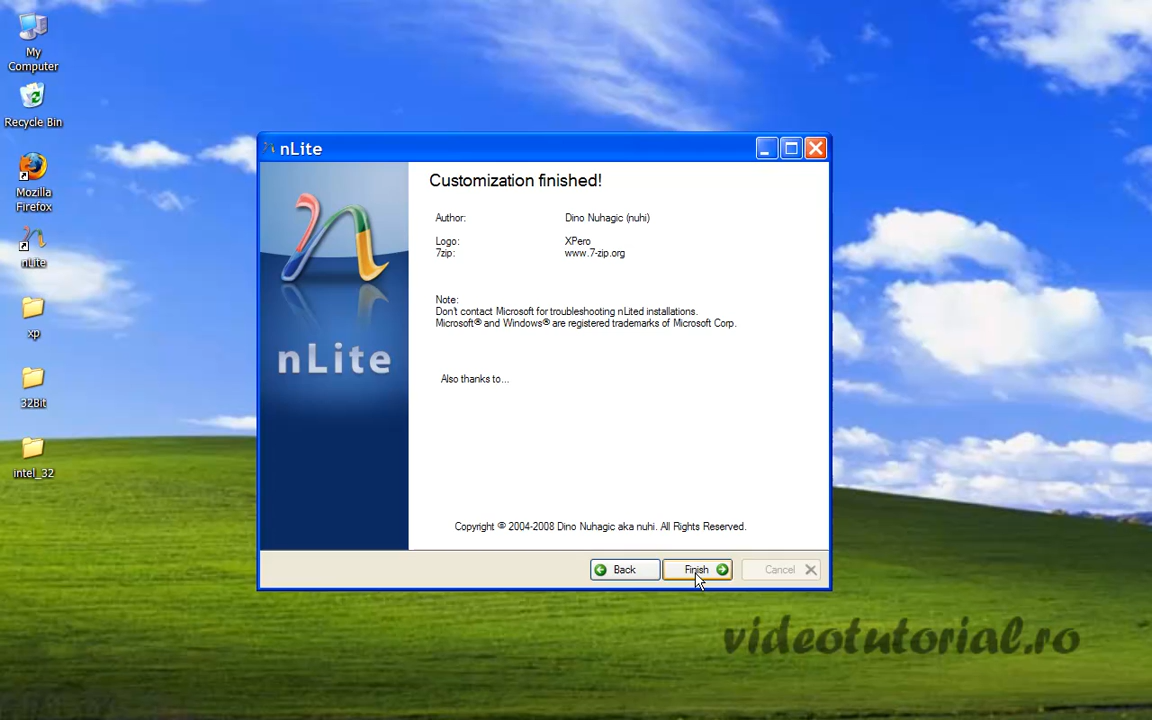 My
Computer
Recycle Bin
Mozilla
Firefox
nLite
xp
32Bit
intel_32
nLite
nLite
Customization finished!
Author: Dino Nuhagic (nuhi)
Logo: XPero
7zip: www.7-zip.org
Note:
Don't contact Microsoft for troubleshooting nLited installations.
Microsoft® and Windows® are registered trademarks of Microsoft Corp.
Also thanks to...
Copyright © 2004-2008 Dino Nuhagic aka nuhi. All Rights Reserved.
Back Finish Cancel
videotutorial.ro